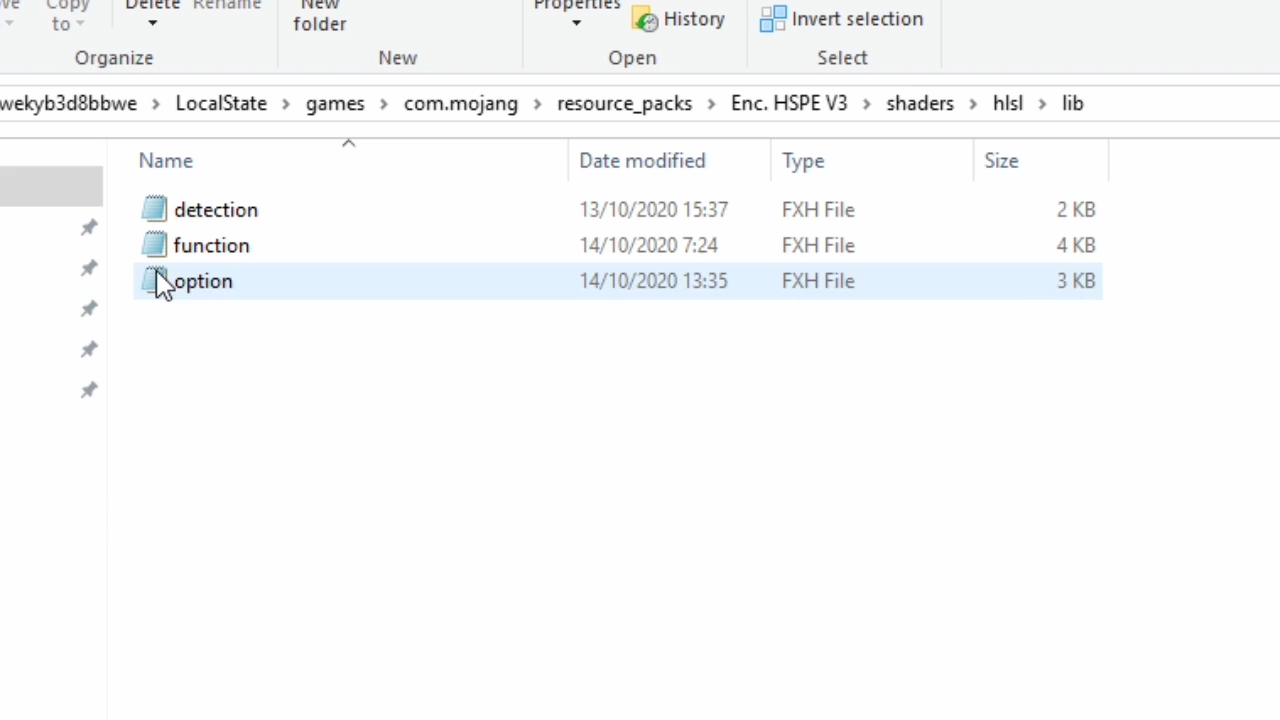 Copy Delete Rename New Properties
to folder History Invert selection
Organize New Open Select
wekyb3d8bbwe > LocalState > games > com.mojang > resource_packs > Enc. HSPE V3 > shaders > hlsl > lib
Name Date modified Type Size
detection 13/10/2020 15:37 FXH File 2 KB
function 14/10/2020 7:24 FXH File 4 KB
option 14/10/2020 13:35 FXH File 3 KB